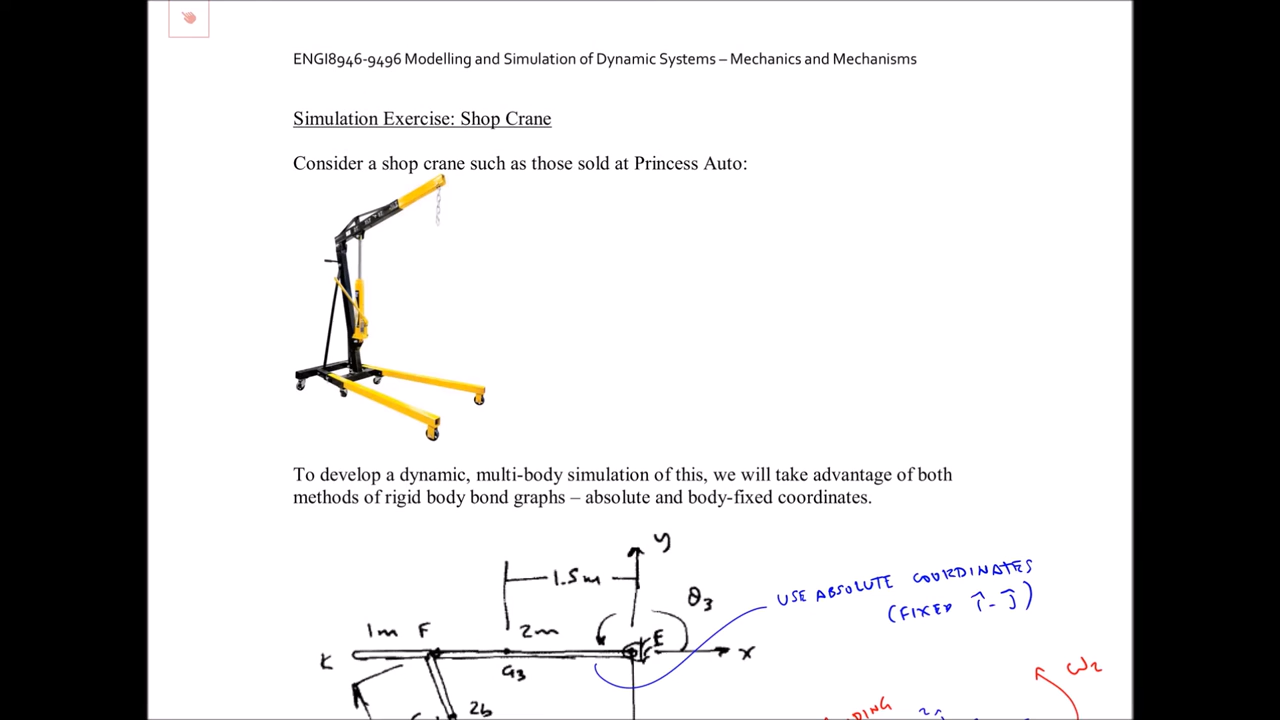 ENGI8946-9496 Modelling and Simulation of Dynamic Systems – Mechanics and Mechanisms
Simulation Exercise: Shop Crane
Consider a shop crane such as those sold at Princess Auto:
To develop a dynamic, multi-body simulation of this, we will take advantage of both
methods of rigid body bond graphs – absolute and body-fixed coordinates.
y
1.5m
USE ABSOLUTE COORDINATES
(FIXED î - ĵ)
θ₃
1m F 2m E
K G₃ x
ω₂
2b